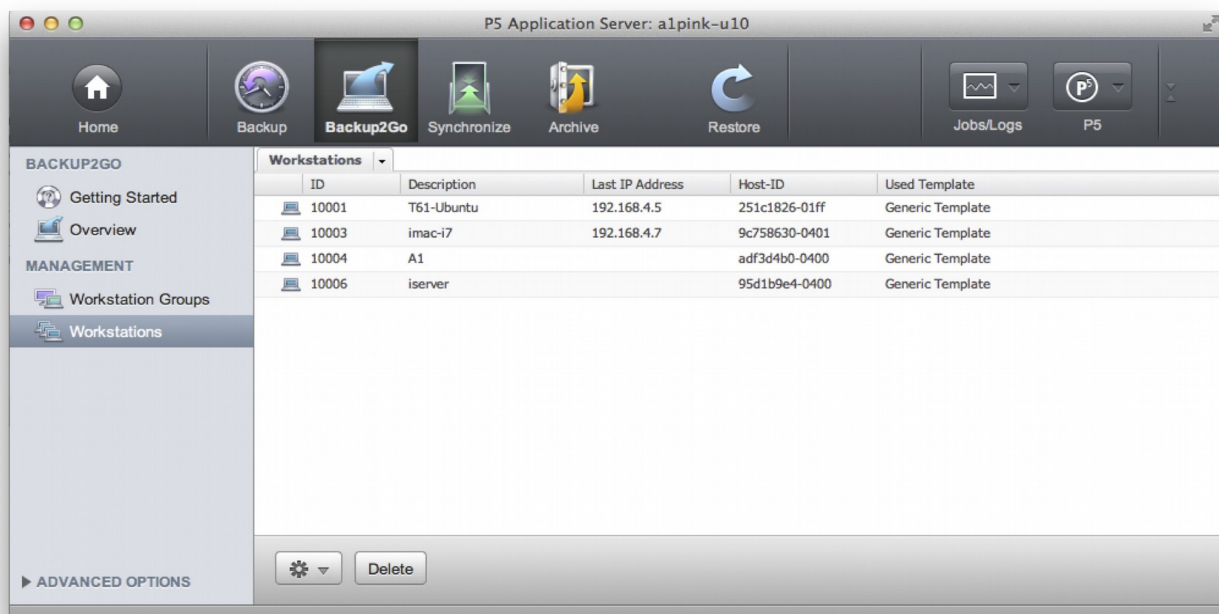 P5 Application Server: a1pink-u10
Home
Backup
Backup2Go
Synchronize
Archive
Restore
Jobs/Logs
P5
P5
BACKUP2GO
Getting Started
Overview
MANAGEMENT
Workstation Groups
Workstations
ADVANCED OPTIONS
Workstations
ID Description Last IP Address Host-ID Used Template
10001 T61-Ubuntu 192.168.4.5 251c1826-01ff Generic Template
10003 imac-i7 192.168.4.7 9c758630-0401 Generic Template
10004 A1 adf3d4b0-0400 Generic Template
10006 iserver 95d1b9e4-0400 Generic Template
Delete